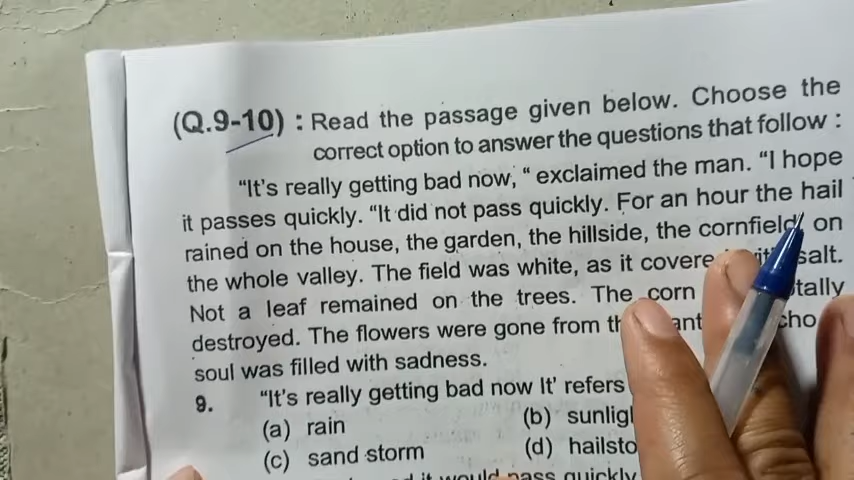 (Q.9-10) : Read the passage given below. Choose the
correct option to answer the questions that follow :
"It's really getting bad now, " exclaimed the man. "I hope
it passes quickly. "It did not pass quickly. For an hour the hail
rained on the house, the garden, the hillside, the cornfield, on
the whole valley. The field was white, as it covere salt.
Not a leaf remained on the trees. The corn tally
destroyed. The flowers were gone from th ant cho
soul was filled with sadness.
9. "It's really getting bad now It' refers
(a) rain (b) sunlig
(c) sand storm (d) hailsto
it would pass quickly